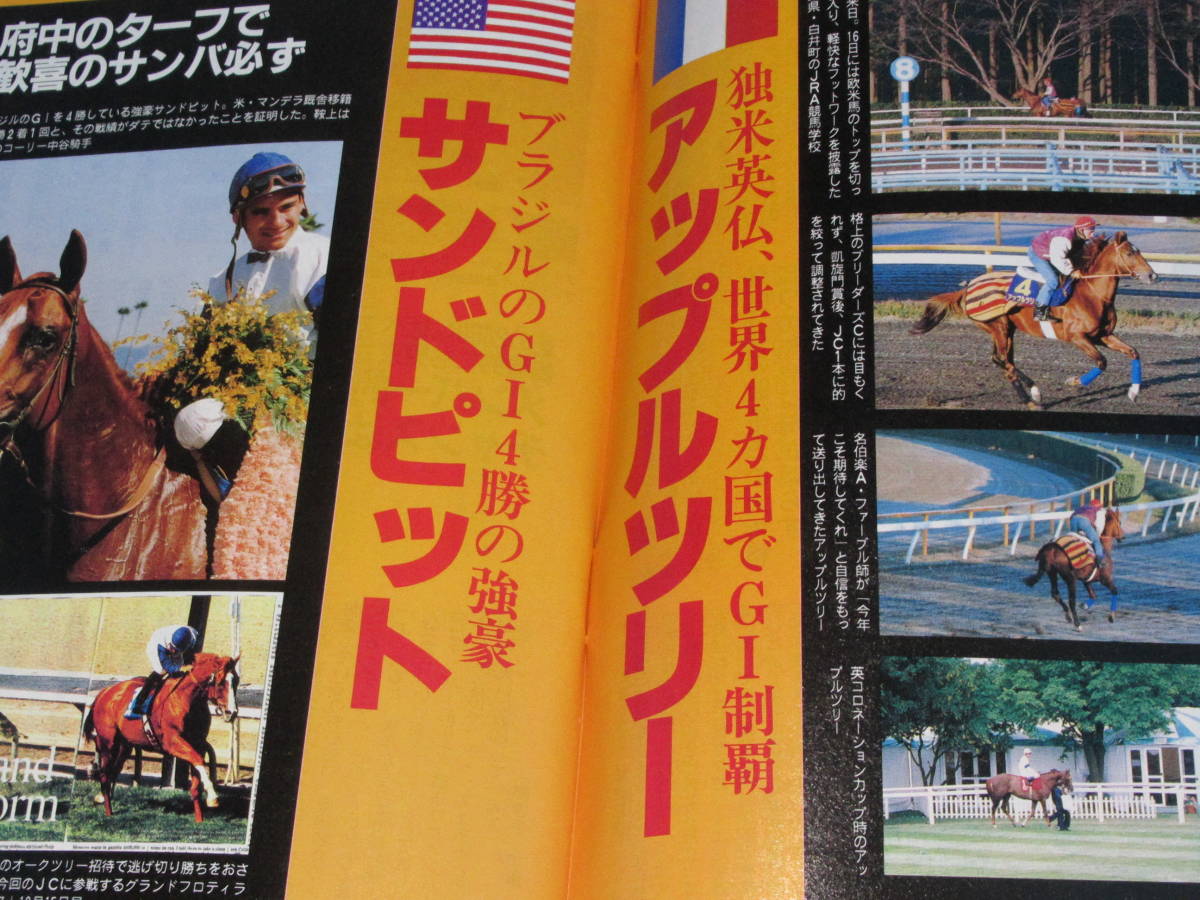 府中のターフで
歓喜のサンバ必ず
ジルのGIを4勝している強豪サンドピット。米・マンデラ厩舎移籍
勝2着1回と、その戦績がダテではなかったことを証明した。鞍上は
のコーリー中谷騎手
ブラジルのGI4勝の強豪
サンドピット
独米英仏、世界4カ国でGI制覇
アップルツリー
来日。16日には欧米馬のトップを切っ
入り、軽快なフットワークを披露した
県・白井町のJRA競馬学校
8
格上のブリーダーズCには目もく
れず、凱旋門賞後、JC1本に的
を絞って調整されてきた
4
アップルツリ
名伯楽A・ファーブル師が「今年
こそ期待してくれ」と自信をもっ
て送り出してきたアップルツリー
英コロネーションカップ時のアッ
プルツリー
and
orm
のオークツリー招待で逃げ切り勝ちをおさ
今回のJCに参戦するグランドフロティラ